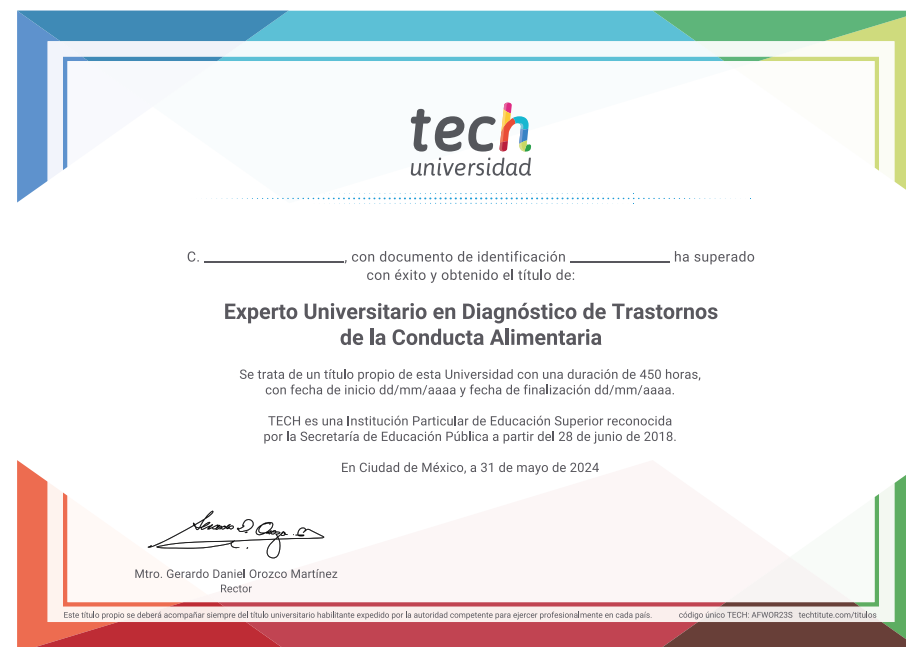 tech
universidad
C. ____________________, con documento de identificación ______________ ha superado
con éxito y obtenido el título de:
Experto Universitario en Diagnóstico de Trastornos
de la Conducta Alimentaria
Se trata de un título propio de esta Universidad con una duración de 450 horas,
con fecha de inicio dd/mm/aaaa y fecha de finalización dd/mm/aaaa.
TECH es una Institución Particular de Educación Superior reconocida
por la Secretaría de Educación Pública a partir del 28 de junio de 2018.
En Ciudad de México, a 31 de mayo de 2024
Mtro. Gerardo Daniel Orozco Martínez
Rector
Este título propio se deberá acompañar siempre del título universitario habilitante expedido por la autoridad competente para ejercer profesionalmente en cada país. código único TECH: AFWOR23S techtitute.com/titulos